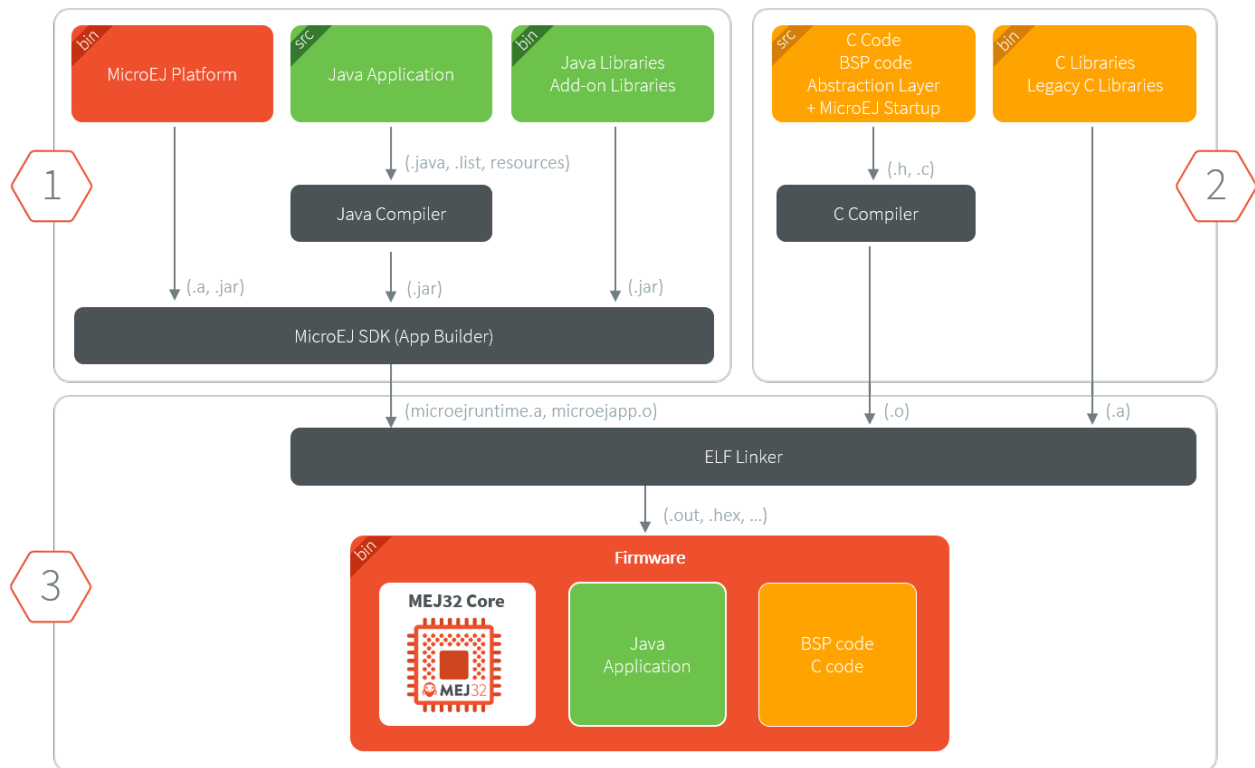 bin
MicroEJ Platform
src
Java Application
bin
Java Libraries
Add-on Libraries
src
C Code
BSP code
Abstraction Layer
+ MicroEJ Startup
bin
C Libraries
Legacy C Libraries
1
(.java, .list, resources)
(.h, .c)
2
Java Compiler
C Compiler
(.a, .jar)
(.jar)
(.jar)
MicroEJ SDK (App Builder)
(microejruntime.a, microejapp.o)
(.o)
(.a)
ELF Linker
(.out, .hex, ...)
bin
Firmware
3
MEJ32 Core
MEJ32
Java
Application
BSP code
C code